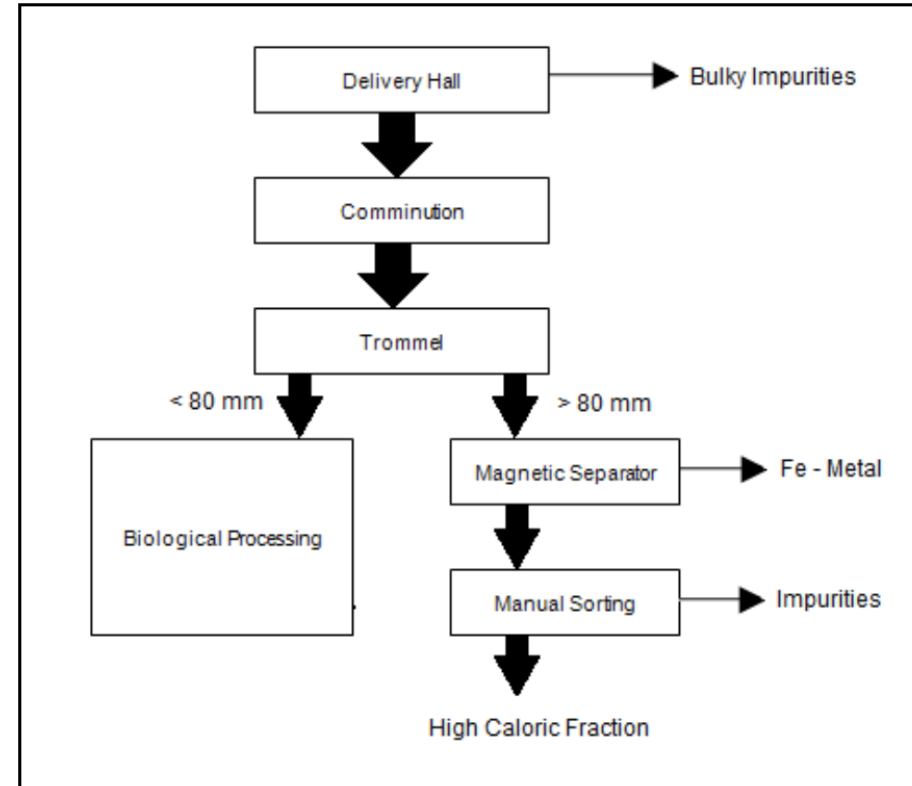 Delivery Hall
Bulky Impurities
Comminution
Trommel
< 80 mm
> 80 mm
Magnetic Separator
Fe - Metal
Biological Processing
Manual Sorting
Impurities
High Caloric Fraction